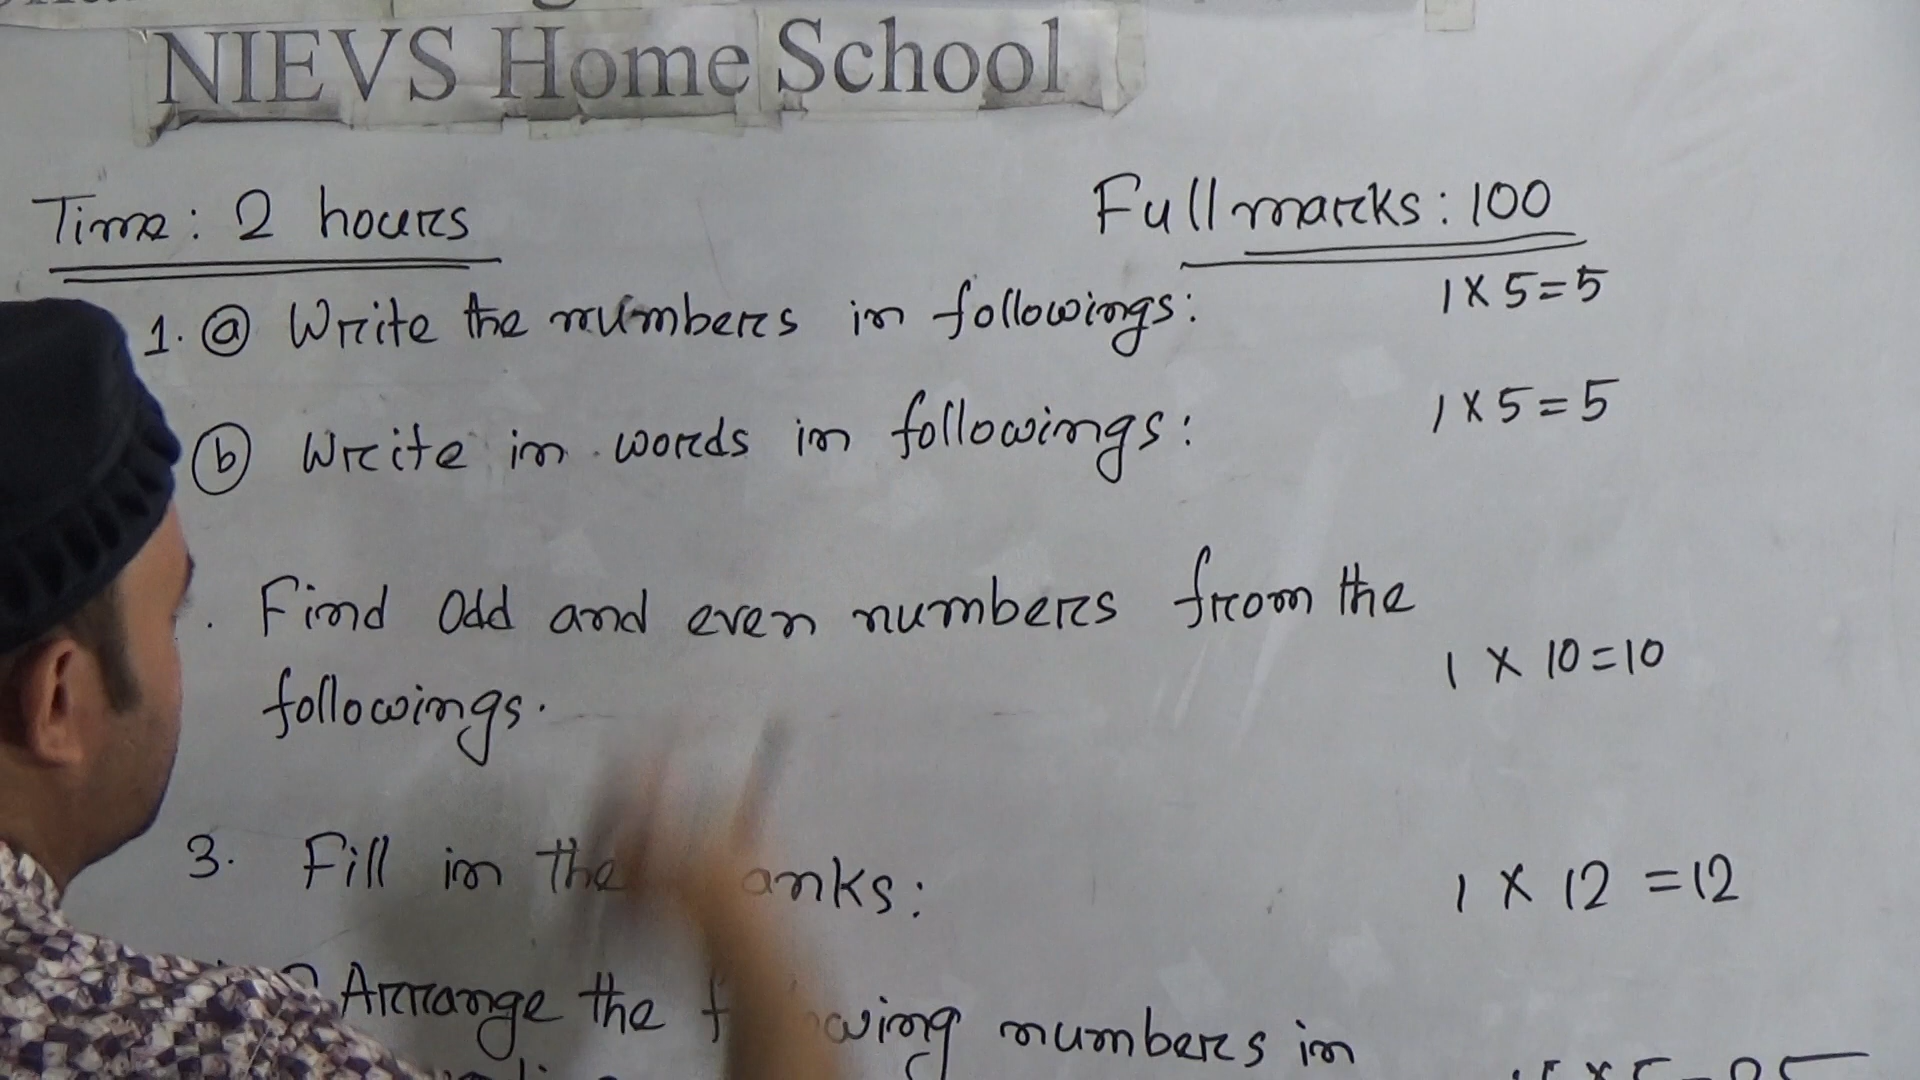 NIEVS Home School
Time: 2 hours
Full marks: 100
1. (a) Write the numbers in followings: 1 X 5 = 5
(b) Write in words in followings: 1 X 5 = 5
. Find Odd and even numbers from the
followings. 1 X 10 = 10
3. Fill in the 1 X 12 = 12
Arrange the numbers in